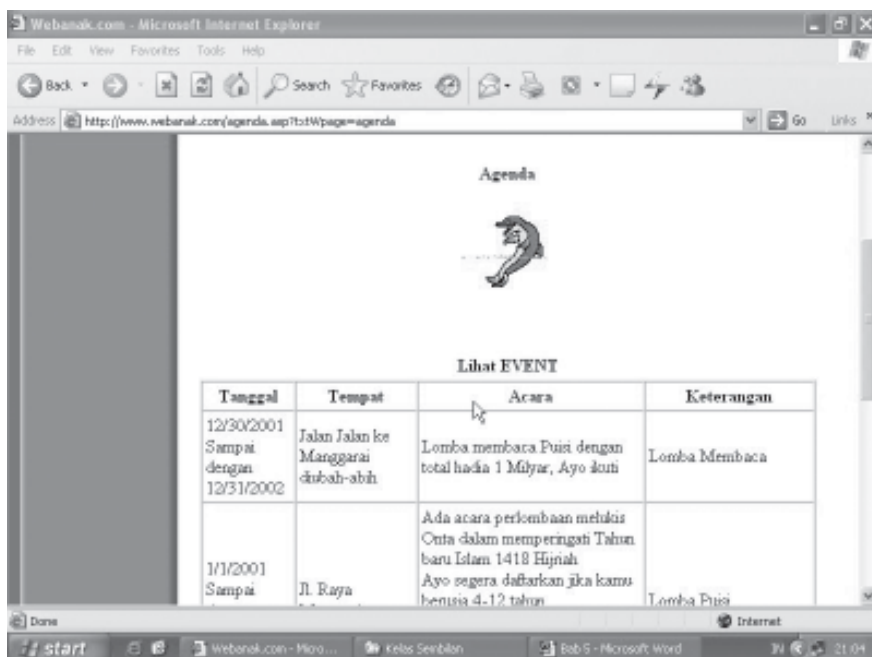 Webanak.com - Microsoft Internet Explorer
File Edit View Favorites Tools Help
Back Search Favorites
Address http://www.webanak.com/agenda.asp?txtWpage=agenda Go Links
Agenda
Lihat EVENT
Tanggal Tempat Acara Keterangan
12/30/2001
Sampai
dengan
12/31/2002
Jalan Jalan ke
Manggarai
diubah-abih
Lomba membaca Puisi dengan
total hadia 1 Milyar, Ayo ikuti
Lomba Membaca
1/1/2001
Sampai
Jl. Raya
Ada acara perlombaan melukis
Onta dalam memperingati Tahun
baru Islam 1418 Hijriah
Ayo segera daftarkan jika kamu
berusia 4-12 tahun
Lomba Puisi
Done Internet
start Webanak.com - Micro... Kelas Sembilan Bab 5 - Microsoft Word IN 21:04